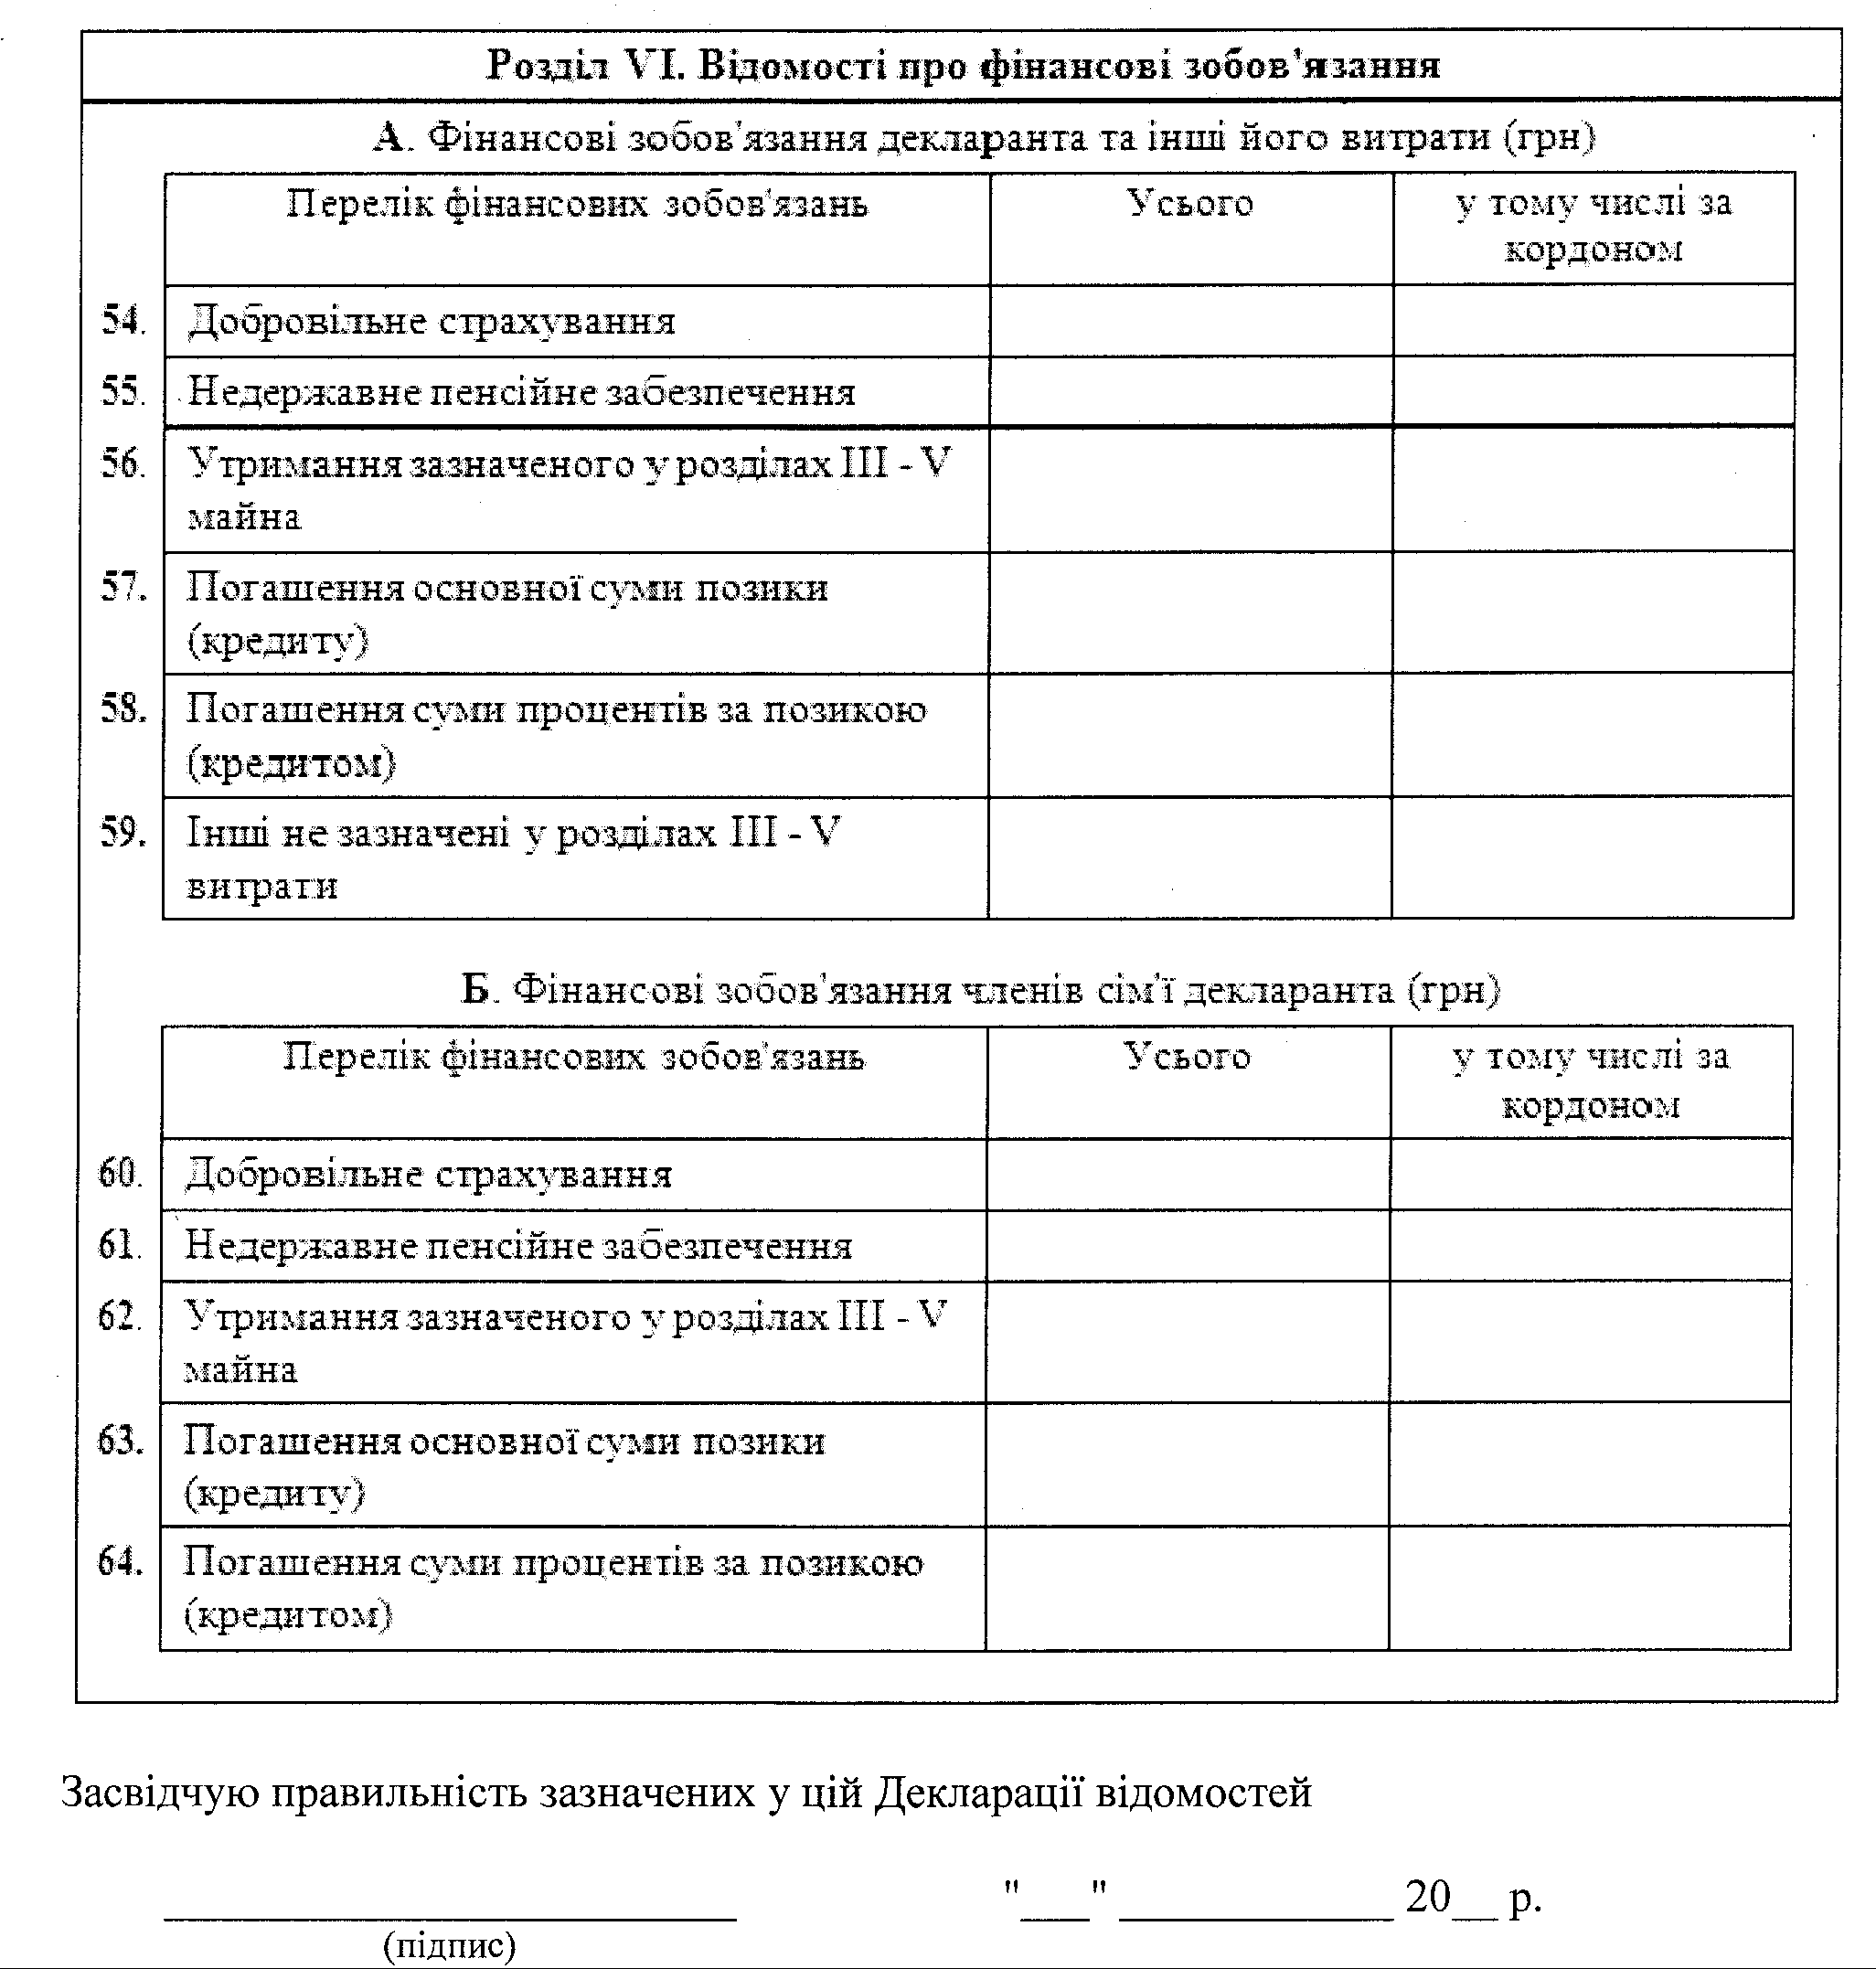 Розділ VI. Відомості про фінансові зобов'язання
А. Фінансові зобов'язання декларанта та інші його витрати (грн)
Перелік фінансових зобов'язань Усього у тому числі за
кордоном
54. Добровільне страхування
55. Недержавне пенсійне забезпечення
56. Утримання зазначеного у розділах III - V
майна
57. Погашення основної суми позики
(кредиту)
58. Погашення суми процентів за позикою
(кредитом)
59. Інші не зазначені у розділах III - V
витрати
Б. Фінансові зобов'язання членів сім'ї декларанта (грн)
Перелік фінансових зобов'язань Усього у тому числі за
кордоном
60. Добровільне страхування
61. Недержавне пенсійне забезпечення
62. Утримання зазначеного у розділах III - V
майна
63. Погашення основної суми позики
(кредиту)
64. Погашення суми процентів за позикою
(кредитом)
Засвідчую правильність зазначених у цій Декларації відомостей
"___" ____________ 20__ р.
(підпис)